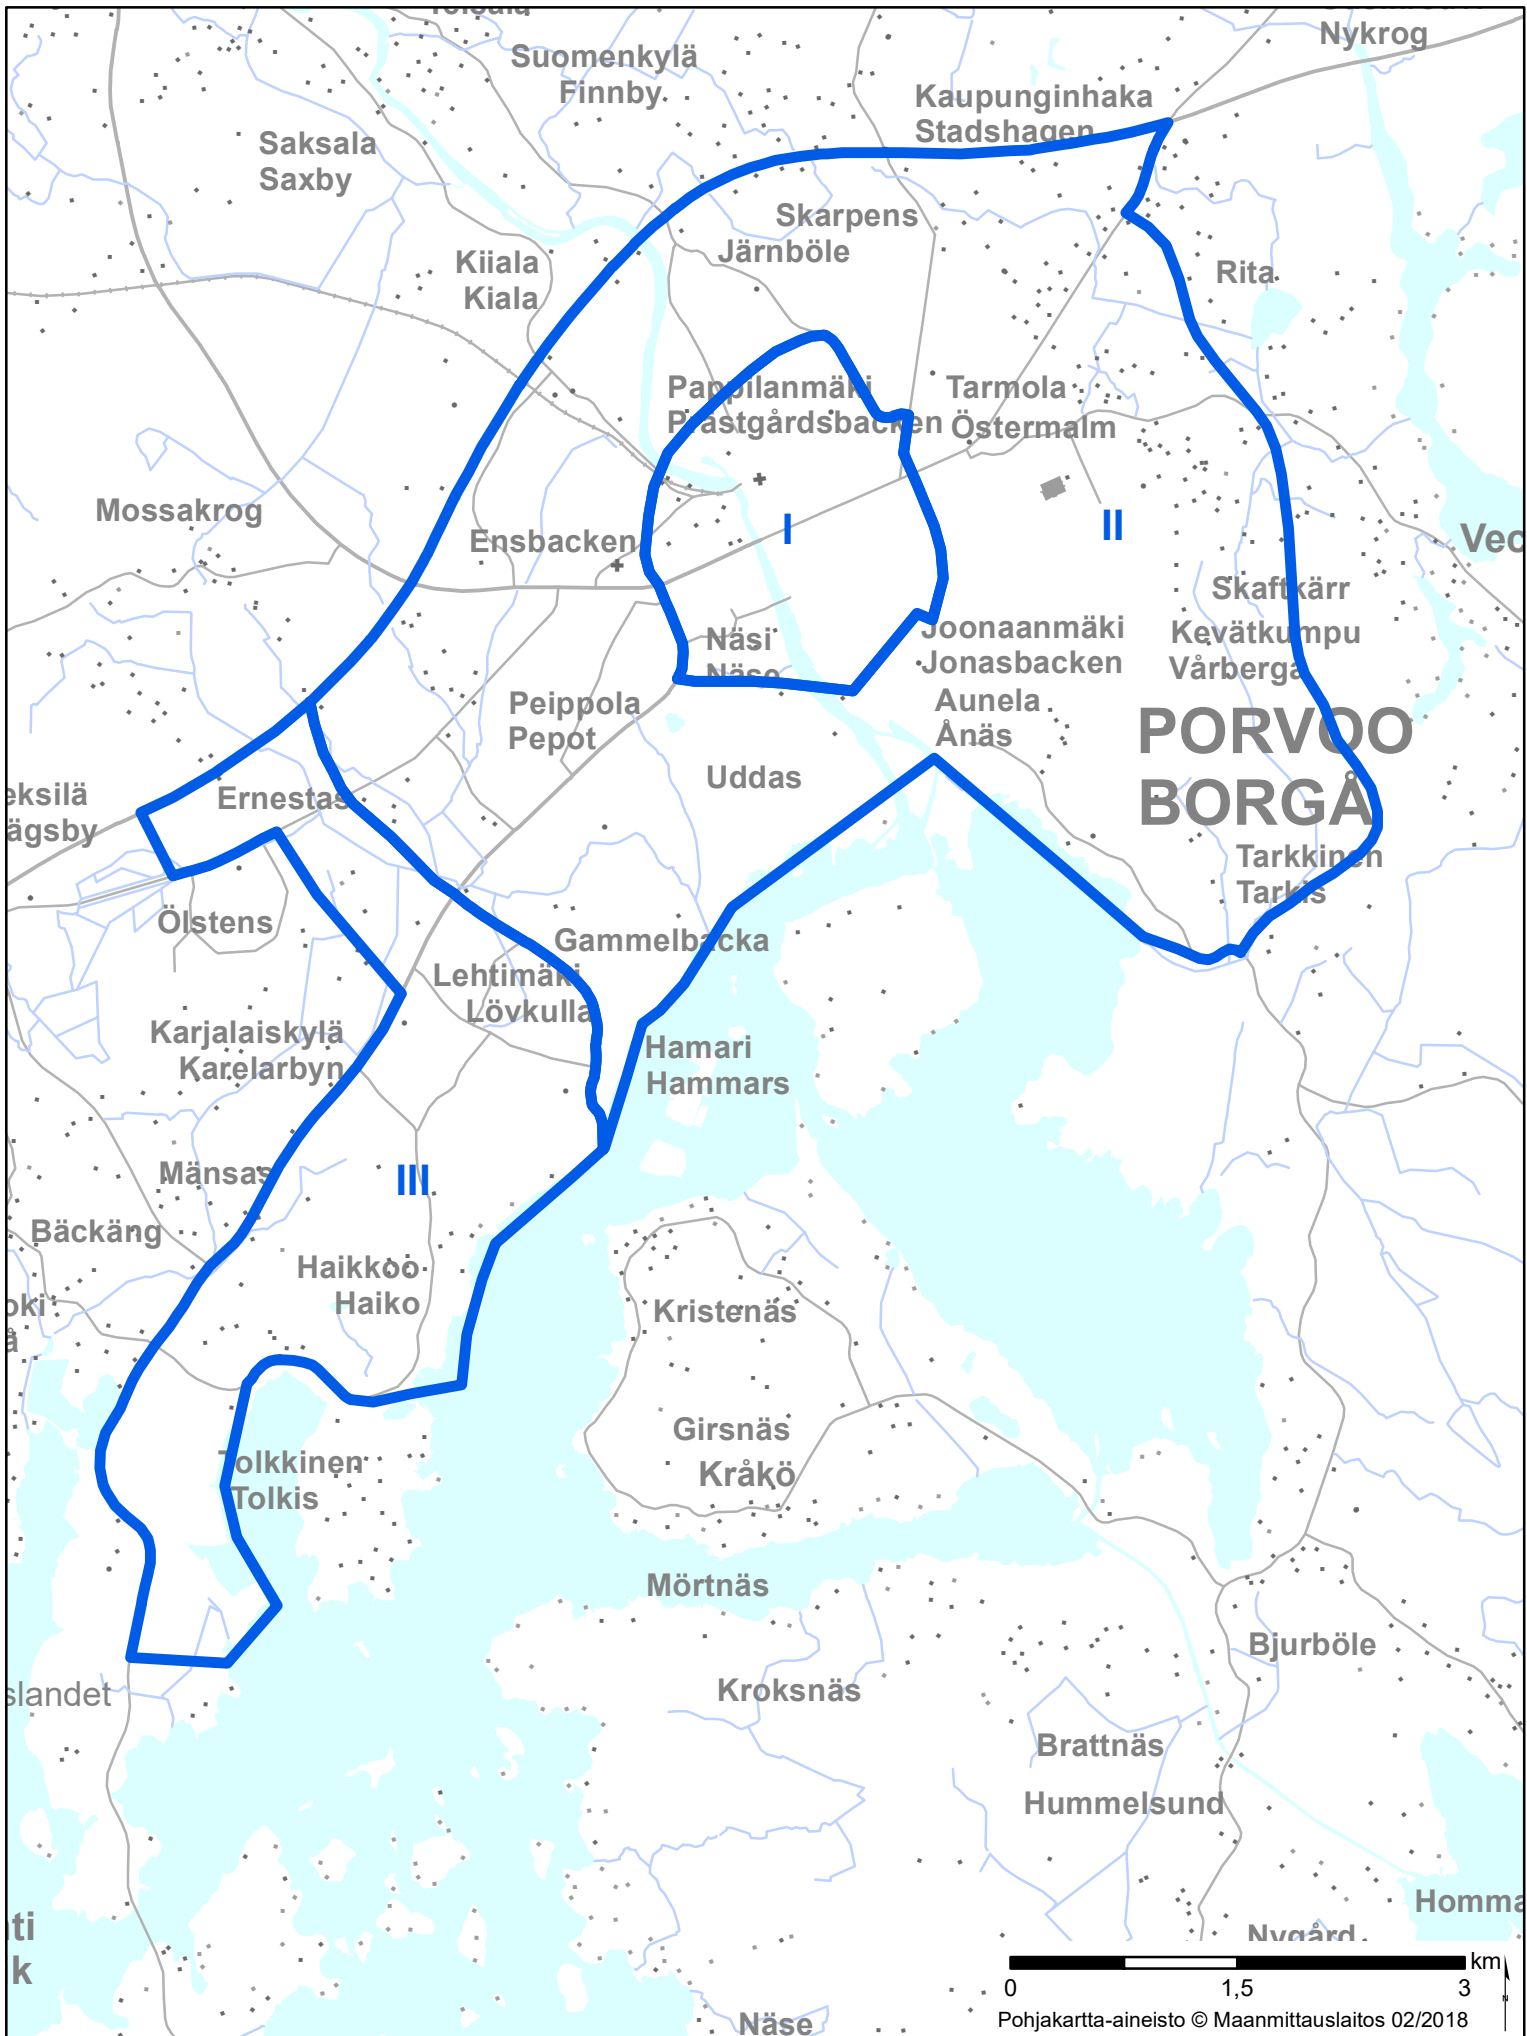 Nykrog
Suomenkylä
Finnby
Kaupunginhaka
Stadshagen
Saksala
Saxby
Skarpens
Järnböle
Kiiala
Kiala
Rita
Pappilanmäki
Prästgårdsbacken
Tarmola
Östermalm
Mossakrog
Ensbacken
I
II
Vec
Skaftkärr
Näsi
Näse
Joonaanmäki
Jonasbacken
Kevätkumpu
Vårberga
Peippola
Pepot
Aunela
Ånäs
PORVOO
BORGÅ
Uddas
eksilä
ägsby
Ernestas
Tarkkinen
Tarkis
Ölstens
Gammelbacka
Lehtimäki
Lövkulla
Karjalaiskylä
Karelarbyn
Hamari
Hammars
Mänsas
III
Bäckäng
Haikkoo
Haiko
oki
å
Kristenäs
Girsnäs
Kråkö
Tolkkinen
Tolkis
Mörtnäs
Bjurböle
slandet
Kroksnäs
Brattnäs
Hummelsund
Homma
ti
k
Nygård
km
0 1,5 3
N
Pohjakartta-aineisto © Maanmittauslaitos 02/2018
Näse